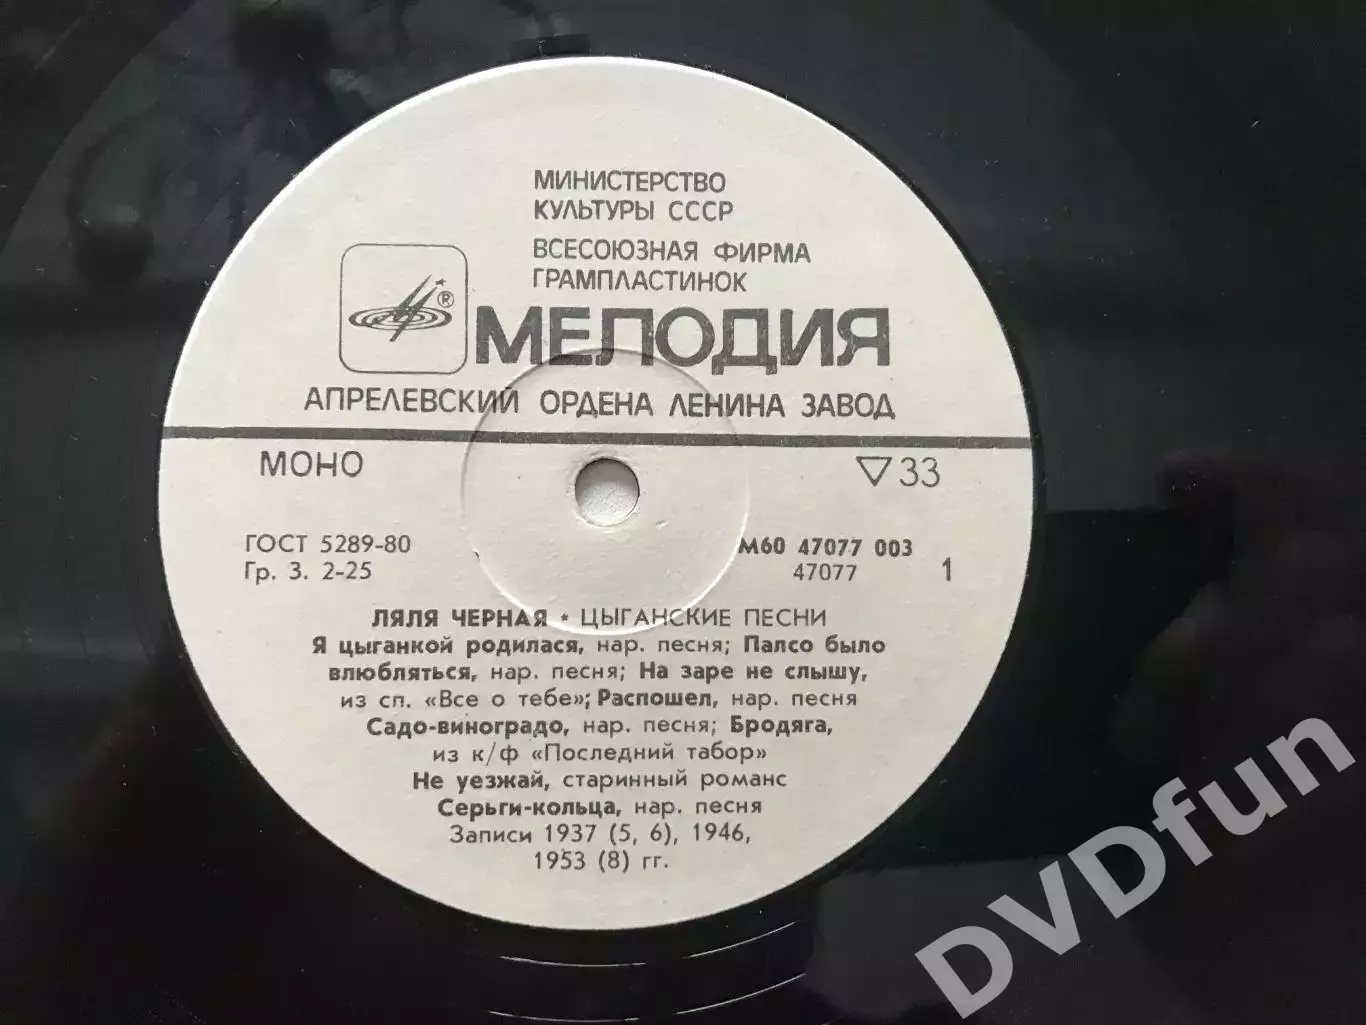 МИНИСТЕРСТВО
КУЛЬТУРЫ СССР
ВСЕСОЮЗНАЯ ФИРМА
ГРАМПЛАСТИНОК
®
МЕЛОДИЯ
АПРЕЛЕВСКИЙ ОРДЕНА ЛЕНИНА ЗАВОД
МОНО ▽33
ГОСТ 5289-80 М60 47077 003
Гр. 3. 2-25 47077 1
ЛЯЛЯ ЧЕРНАЯ • ЦЫГАНСКИЕ ПЕСНИ
Я цыганкой родилася, нар. песня; Палсо было
влюбляться, нар. песня; На заре не слышу,
из сп. «Все о тебе»; Распошел, нар. песня
Садо-виноградо, нар. песня; Бродяга,
из к/ф «Последний табор»
Не уезжай, старинный романс
Серьги-кольца, нар. песня
Записи 1937 (5, 6), 1946,
1953 (8) гг.
DVDfun